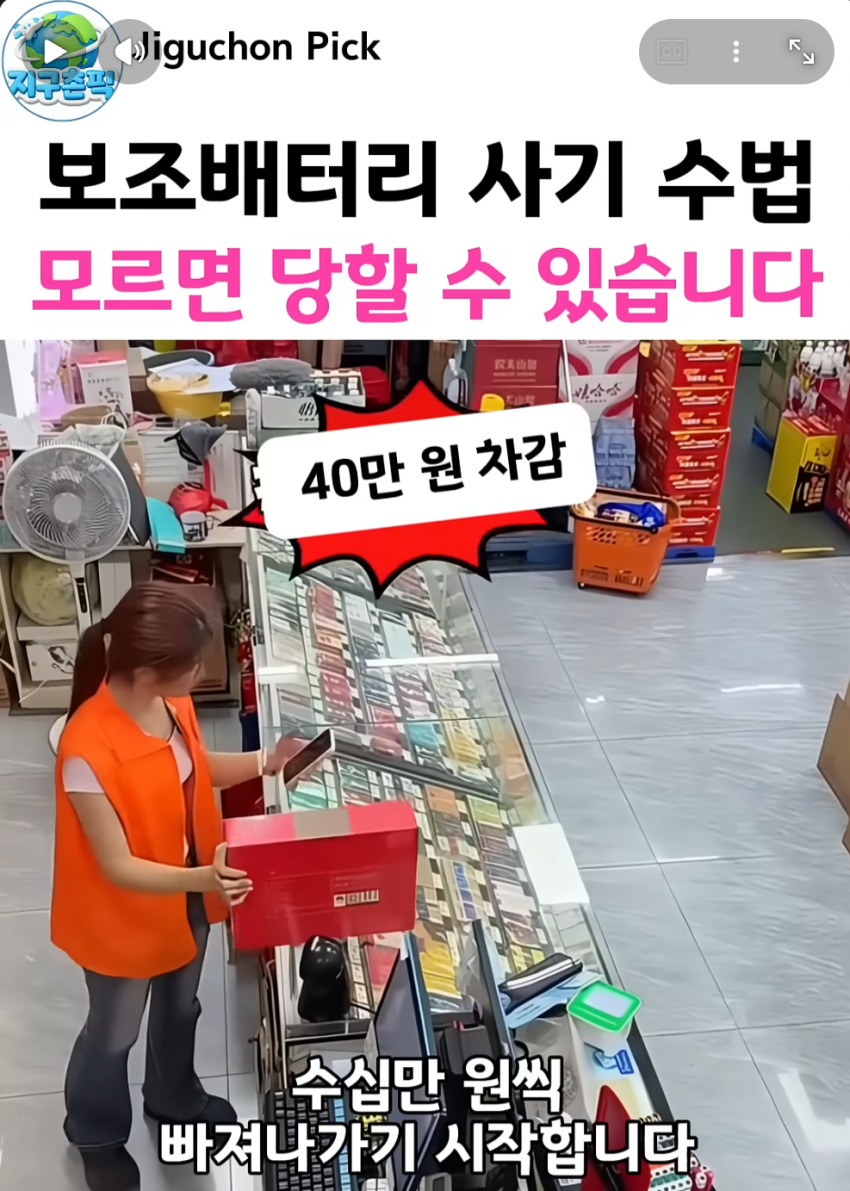 지구촌픽
Jiguchon Pick
CC
보조배터리 사기 수법
모르면 당할 수 있습니다
40만 원 차감
수십만 원씩
빠져나가기 시작합니다